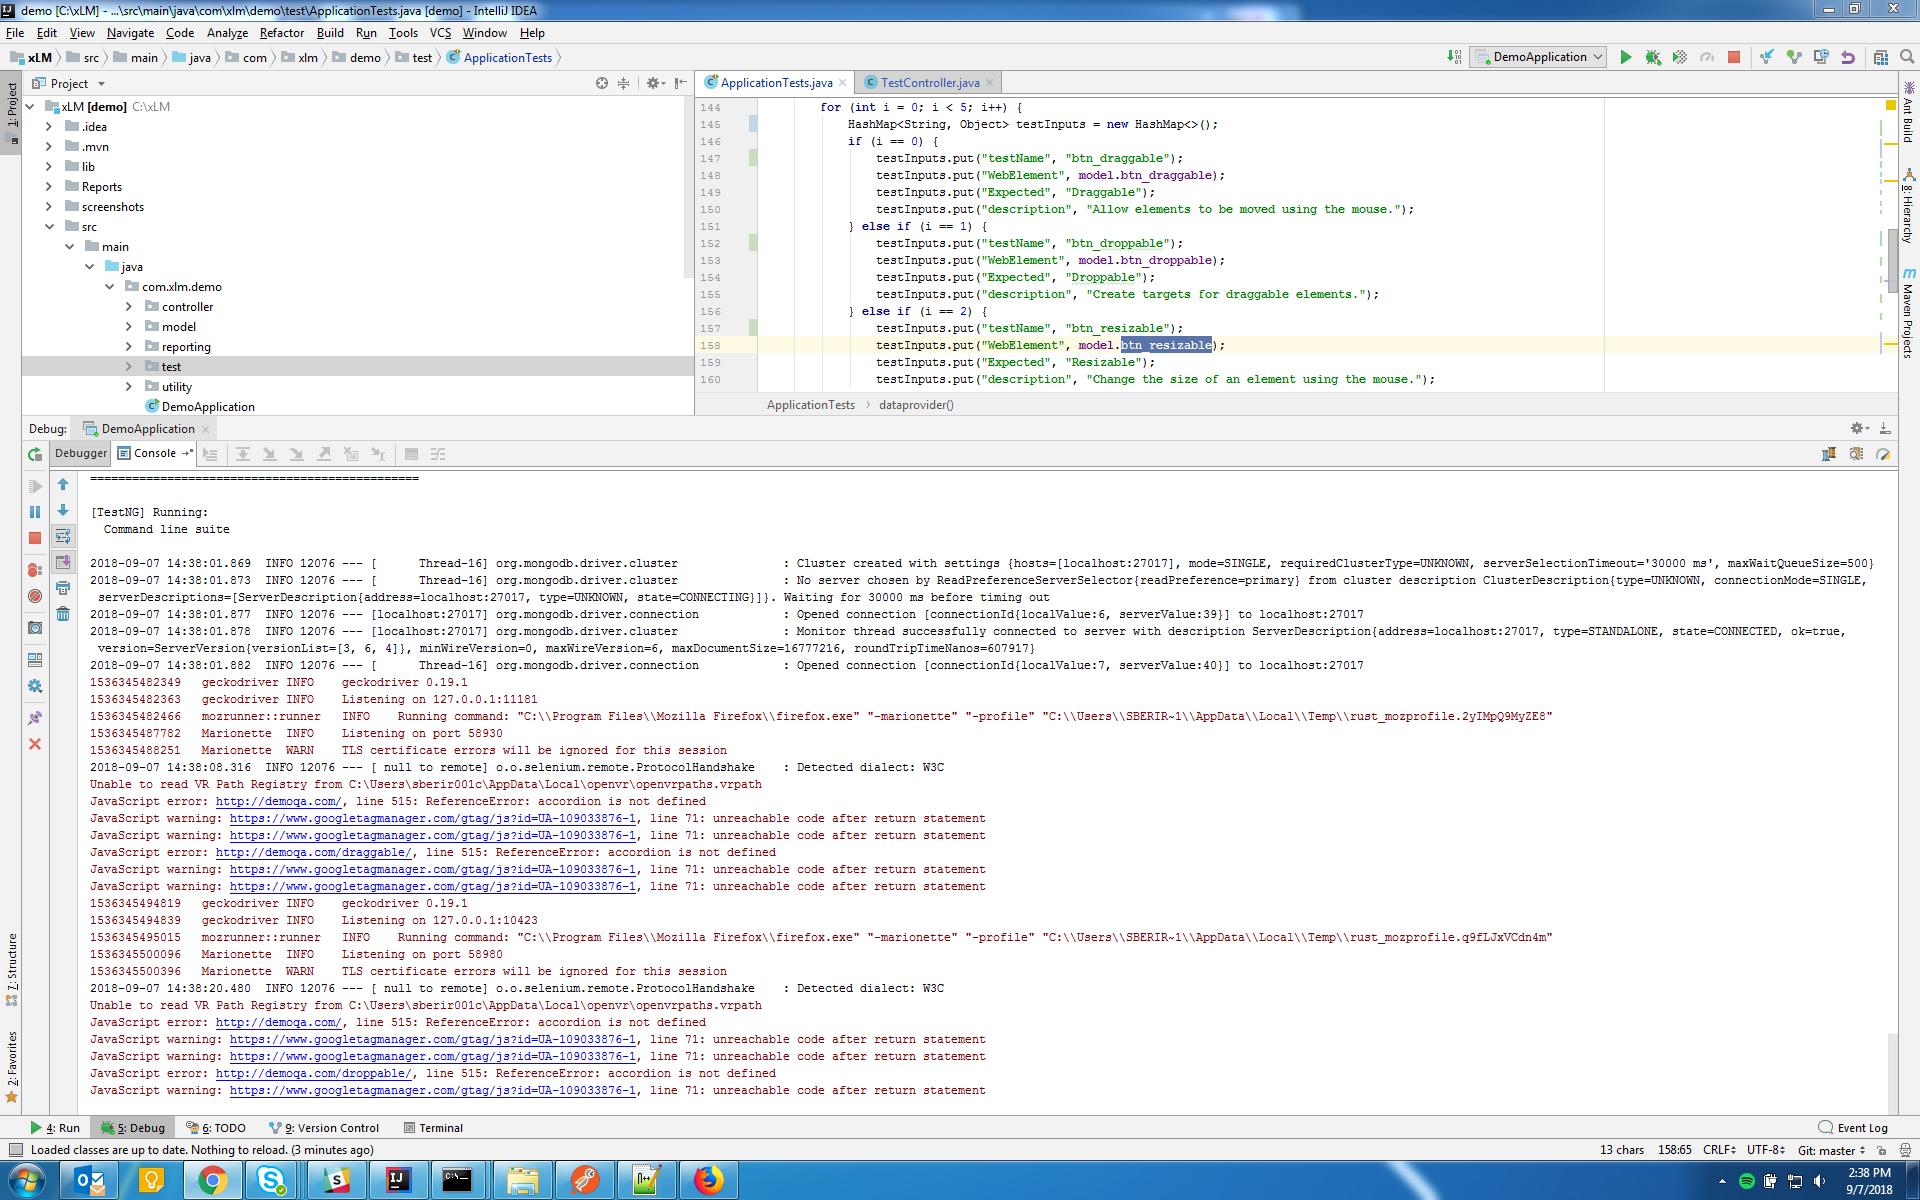 demo [C:\xLM] - ...\src\main\java\com\xlm\demo\test\ApplicationTests.java [demo] - IntelliJ IDEA
File Edit View Navigate Code Analyze Refactor Build Run Tools VCS Window Help
xLM src main java com xlm demo test ApplicationTests
DemoApplication
1: Project
Project
ApplicationTests.java
TestController.java
xLM [demo] C:\xLM
.idea
.mvn
lib
Reports
screenshots
src
main
java
com.xlm.demo
controller
model
reporting
test
utility
DemoApplication
144 for (int i = 0; i < 5; i++) {
145 HashMap<String, Object> testInputs = new HashMap<>();
146 if (i == 0) {
147 testInputs.put("testName", "btn_draggable");
148 testInputs.put("WebElement", model.btn_draggable);
149 testInputs.put("Expected", "Draggable");
150 testInputs.put("description", "Allow elements to be moved using the mouse.");
151 } else if (i == 1) {
152 testInputs.put("testName", "btn_droppable");
153 testInputs.put("WebElement", model.btn_droppable);
154 testInputs.put("Expected", "Droppable");
155 testInputs.put("description", "Create targets for draggable elements.");
156 } else if (i == 2) {
157 testInputs.put("testName", "btn_resizable");
158 testInputs.put("WebElement", model.btn_resizable);
159 testInputs.put("Expected", "Resizable");
160 testInputs.put("description", "Change the size of an element using the mouse.");
ApplicationTests dataprovider()
Ant Build
8: Hierarchy
m Maven Projects
Debug: DemoApplication
Debugger Console
===============================================
[TestNG] Running:
Command line suite
2018-09-07 14:38:01.869 INFO 12076 --- [ Thread-16] org.mongodb.driver.cluster : Cluster created with settings {hosts=[localhost:27017], mode=SINGLE, requiredClusterType=UNKNOWN, serverSelectionTimeout='30000 ms', maxWaitQueueSize=500}
2018-09-07 14:38:01.873 INFO 12076 --- [ Thread-16] org.mongodb.driver.cluster : No server chosen by ReadPreferenceServerSelector{readPreference=primary} from cluster description ClusterDescription{type=UNKNOWN, connectionMode=SINGLE,
serverDescriptions=[ServerDescription{address=localhost:27017, type=UNKNOWN, state=CONNECTING}]}. Waiting for 30000 ms before timing out
2018-09-07 14:38:01.877 INFO 12076 --- [localhost:27017] org.mongodb.driver.connection : Opened connection [connectionId{localValue:6, serverValue:39}] to localhost:27017
2018-09-07 14:38:01.878 INFO 12076 --- [localhost:27017] org.mongodb.driver.cluster : Monitor thread successfully connected to server with description ServerDescription{address=localhost:27017, type=STANDALONE, state=CONNECTED, ok=true,
version=ServerVersion{versionList=[3, 6, 4]}, minWireVersion=0, maxWireVersion=6, maxDocumentSize=16777216, roundTripTimeNanos=607917}
2018-09-07 14:38:01.882 INFO 12076 --- [ Thread-16] org.mongodb.driver.connection : Opened connection [connectionId{localValue:7, serverValue:40}] to localhost:27017
1536345482349 geckodriver INFO geckodriver 0.19.1
1536345482363 geckodriver INFO Listening on 127.0.0.1:11181
1536345482466 mozrunner::runner INFO Running command: "C:\\Program Files\\Mozilla Firefox\\firefox.exe" "-marionette" "-profile" "C:\\Users\\SBERIR~1\\AppData\\Local\\Temp\\rust_mozprofile.2yIMpQ9MyZE8"
1536345487782 Marionette INFO Listening on port 58930
1536345488251 Marionette WARN TLS certificate errors will be ignored for this session
2018-09-07 14:38:08.316 INFO 12076 --- [ null to remote] o.o.selenium.remote.ProtocolHandshake : Detected dialect: W3C
Unable to read VR Path Registry from C:\Users\sberir001c\AppData\Local\openvr\openvrpaths.vrpath
JavaScript error: http://demoqa.com/, line 515: ReferenceError: accordion is not defined
JavaScript warning: https://www.googletagmanager.com/gtag/js?id=UA-109033876-1, line 71: unreachable code after return statement
JavaScript warning: https://www.googletagmanager.com/gtag/js?id=UA-109033876-1, line 71: unreachable code after return statement
JavaScript error: http://demoqa.com/draggable/, line 515: ReferenceError: accordion is not defined
JavaScript warning: https://www.googletagmanager.com/gtag/js?id=UA-109033876-1, line 71: unreachable code after return statement
JavaScript warning: https://www.googletagmanager.com/gtag/js?id=UA-109033876-1, line 71: unreachable code after return statement
1536345494819 geckodriver INFO geckodriver 0.19.1
1536345494839 geckodriver INFO Listening on 127.0.0.1:10423
1536345495015 mozrunner::runner INFO Running command: "C:\\Program Files\\Mozilla Firefox\\firefox.exe" "-marionette" "-profile" "C:\\Users\\SBERIR~1\\AppData\\Local\\Temp\\rust_mozprofile.q9fLJxVCdn4m"
1536345500096 Marionette INFO Listening on port 58980
1536345500396 Marionette WARN TLS certificate errors will be ignored for this session
2018-09-07 14:38:20.480 INFO 12076 --- [ null to remote] o.o.selenium.remote.ProtocolHandshake : Detected dialect: W3C
Unable to read VR Path Registry from C:\Users\sberir001c\AppData\Local\openvr\openvrpaths.vrpath
JavaScript error: http://demoqa.com/, line 515: ReferenceError: accordion is not defined
JavaScript warning: https://www.googletagmanager.com/gtag/js?id=UA-109033876-1, line 71: unreachable code after return statement
JavaScript warning: https://www.googletagmanager.com/gtag/js?id=UA-109033876-1, line 71: unreachable code after return statement
JavaScript error: http://demoqa.com/droppable/, line 515: ReferenceError: accordion is not defined
JavaScript warning: https://www.googletagmanager.com/gtag/js?id=UA-109033876-1, line 71: unreachable code after return statement
7: Structure
2: Favorites
4: Run 5: Debug 6: TODO 9: Version Control Terminal Event Log
Loaded classes are up to date. Nothing to reload. (3 minutes ago) 13 chars 158:65 CRLF UTF-8 Git: master
2:38 PM
9/7/2018